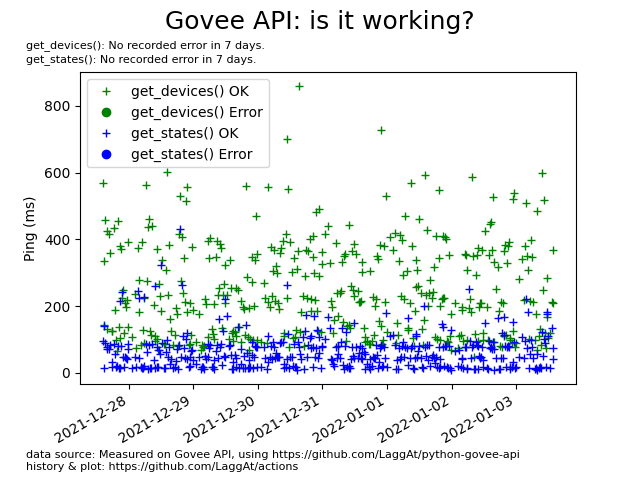 Govee API: is it working?
get_devices(): No recorded error in 7 days.
get_states(): No recorded error in 7 days.
get_devices() OK
get_devices() Error
get_states() OK
get_states() Error
Ping (ms)
800
600
400
200
0
2021-12-28
2021-12-29
2021-12-30
2021-12-31
2022-01-01
2022-01-02
2022-01-03
data source: Measured on Govee API, using https://github.com/LaggAt/python-govee-api
history & plot: https://github.com/LaggAt/actions